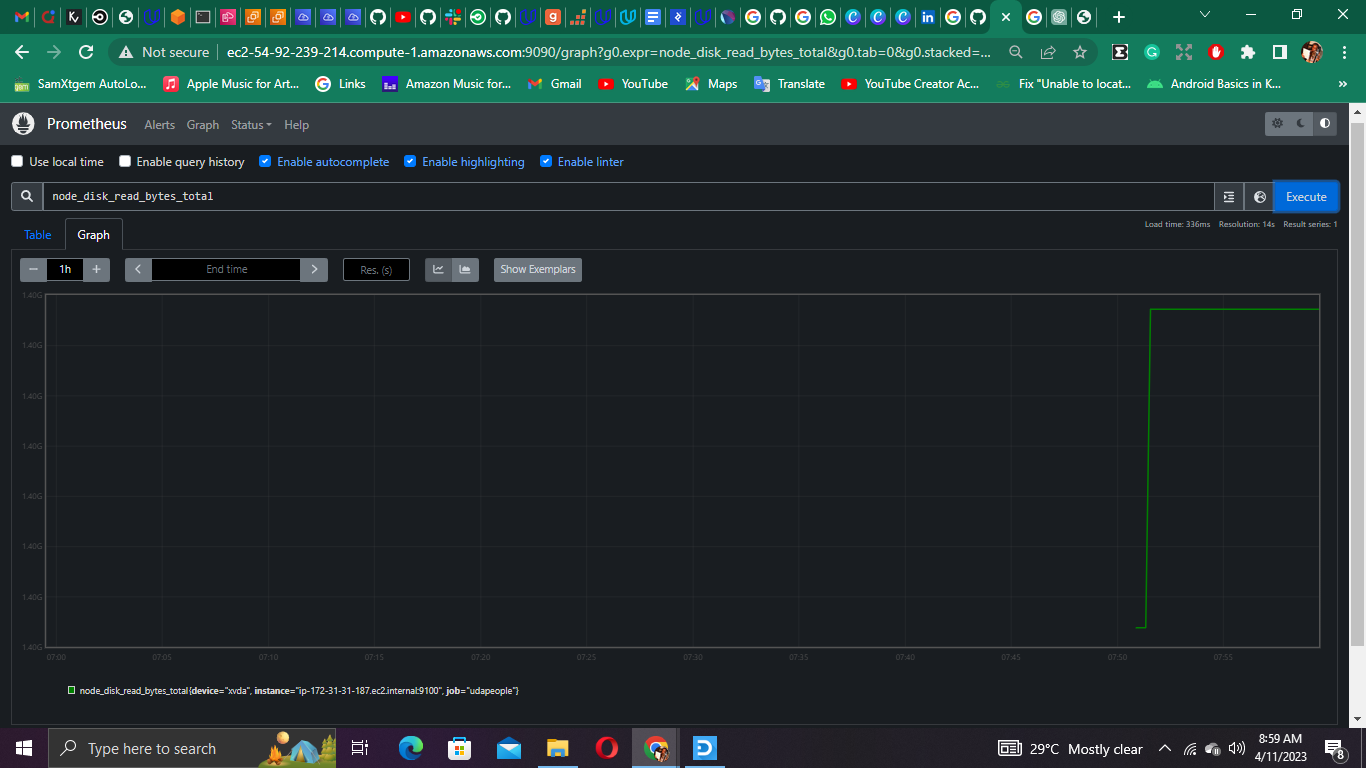 Not secure
ec2-54-92-239-214.compute-1.amazonaws.com:9090/graph?g0.expr=node_disk_read_bytes_total&g0.tab=0&g0.stacked=...
SamXtgem AutoLo... Apple Music for Art... Links Amazon Music for... Gmail YouTube Maps Translate YouTube Creator Ac... Fix "Unable to locat... Android Basics in K... »
Prometheus Alerts Graph Status Help
Use local time Enable query history Enable autocomplete Enable highlighting Enable linter
node_disk_read_bytes_total Execute
Load time: 336ms Resolution: 14s Result series: 1
Table Graph
− 1h + End time Res. (s) Show Exemplars
1.40G
1.40G
1.40G
1.40G
1.40G
1.40G
1.40G
1.40G
07:00 07:05 07:10 07:15 07:20 07:25 07:30 07:35 07:40 07:45 07:50 07:55
node_disk_read_bytes_total{device="xvda", instance="ip-172-31-31-187.ec2.internal:9100", job="udapeople"}
Type here to search
29°C Mostly clear
8:59 AM
4/11/2023
8